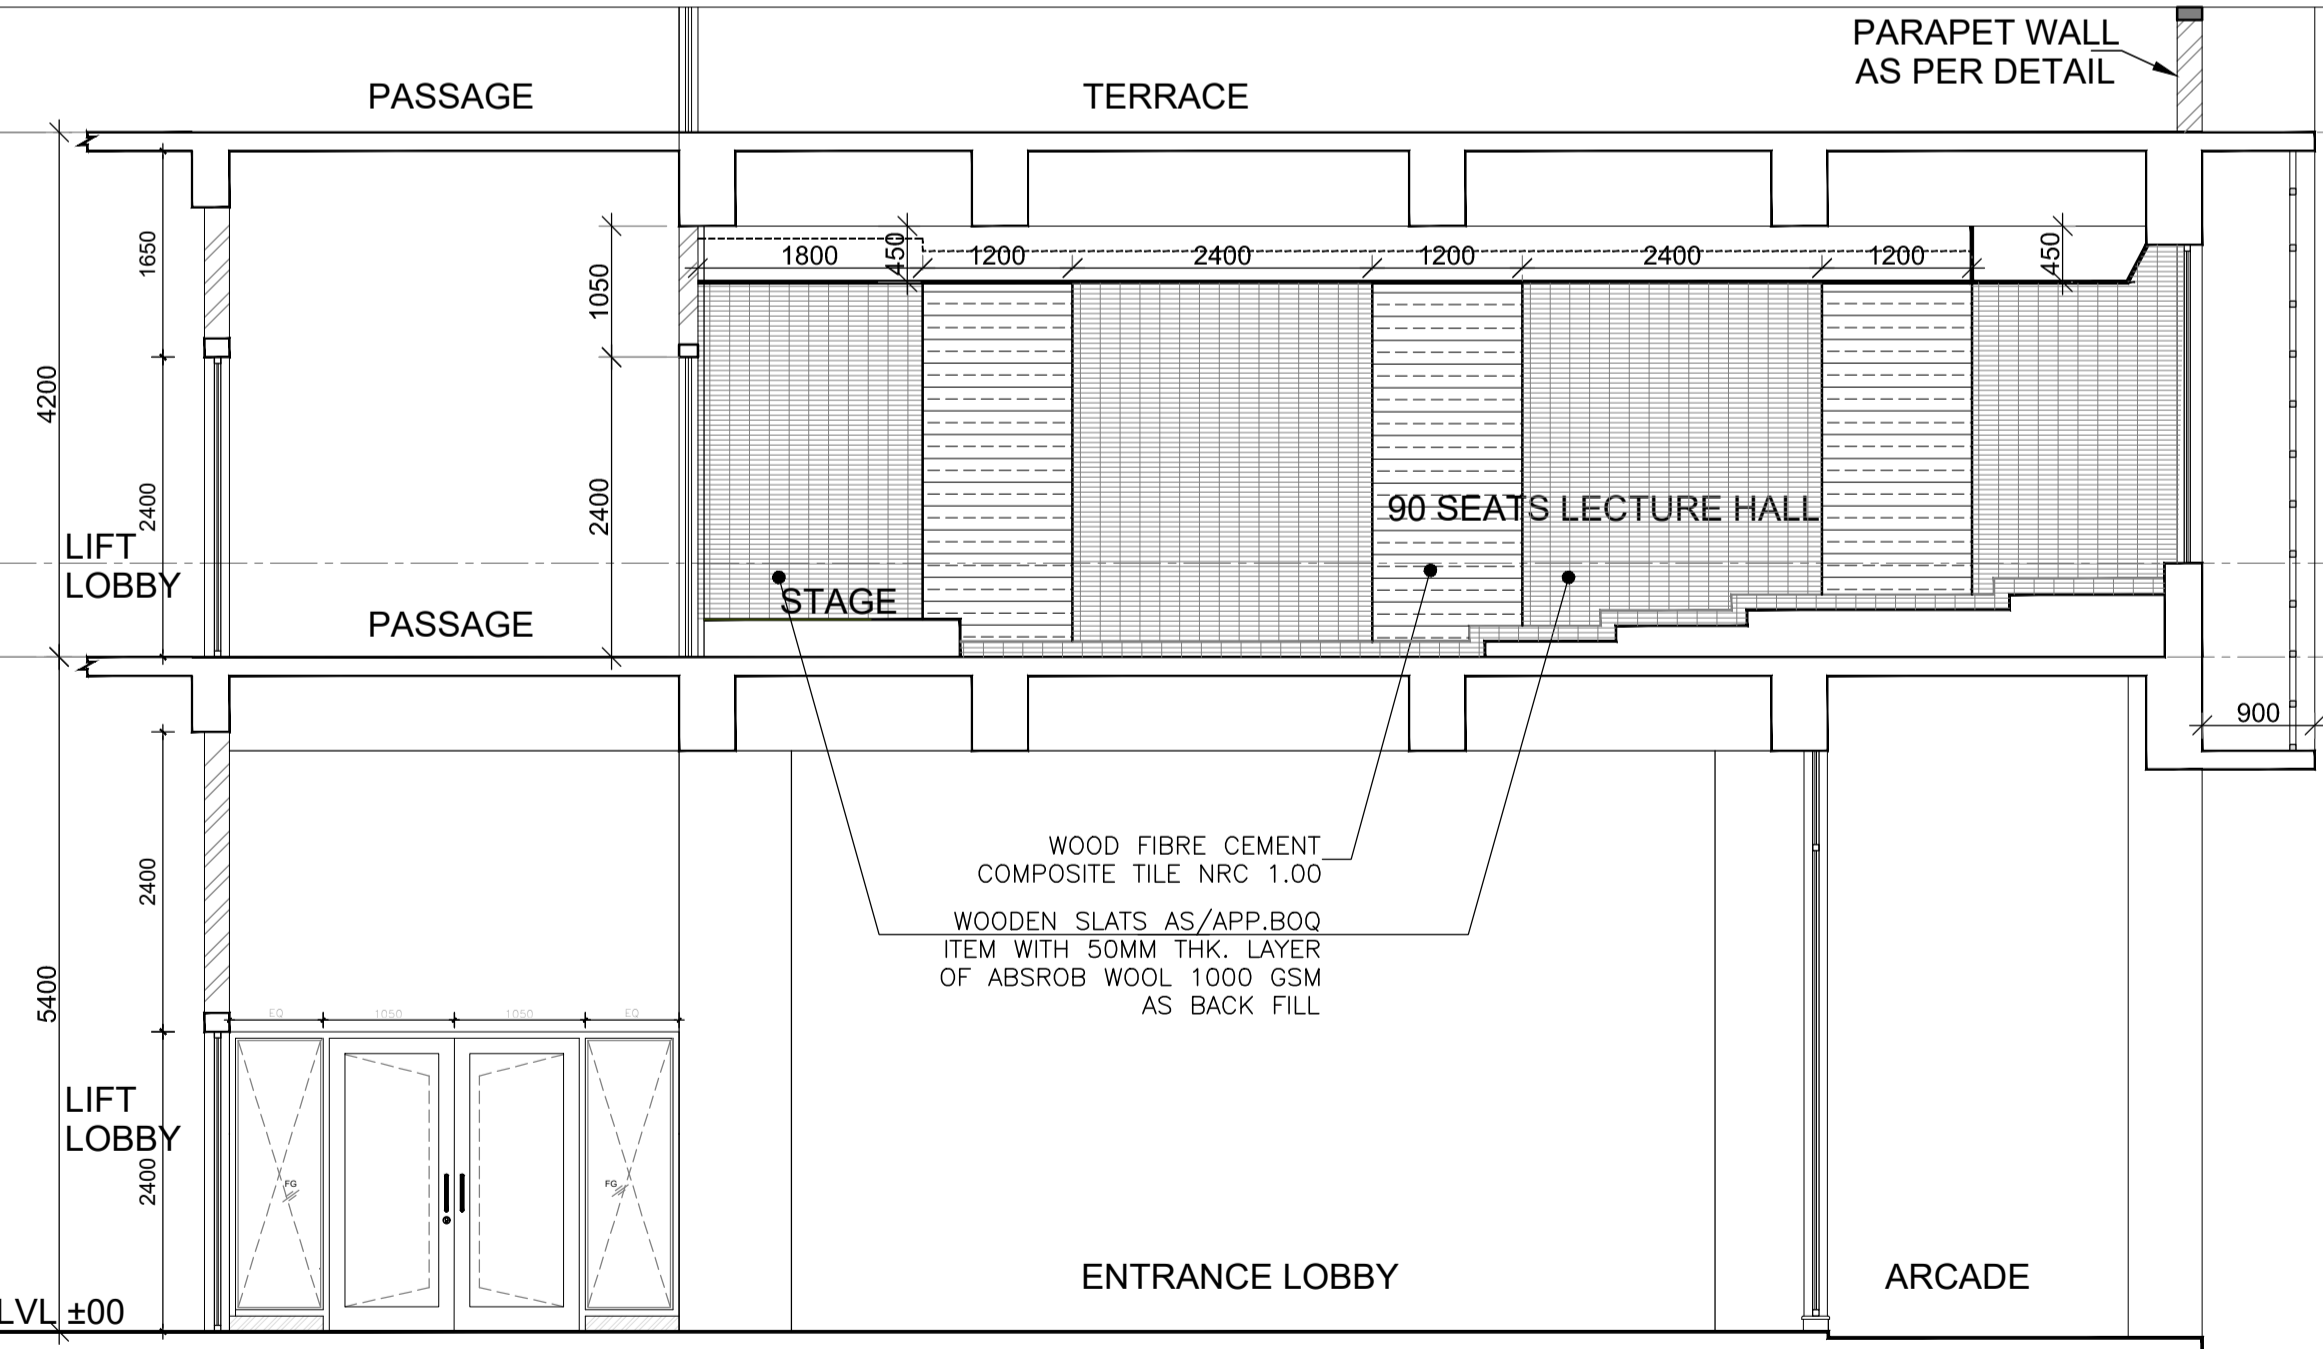 PARAPET WALL
AS PER DETAIL
PASSAGE
TERRACE
1650
1050
1800
450
1200
2400
1200
2400
1200
450
4200
2400
2400
90 SEATS LECTURE HALL
LIFT
LOBBY
STAGE
PASSAGE
900
WOOD FIBRE CEMENT
COMPOSITE TILE NRC 1.00
2400
WOODEN SLATS AS/APP.BOQ
ITEM WITH 50MM THK. LAYER
OF ABSROB WOOL 1000 GSM
AS BACK FILL
5400
EQ
1050
1050
EQ
LIFT
LOBBY
2400
FG
FG
ENTRANCE LOBBY
ARCADE
LVL ±00